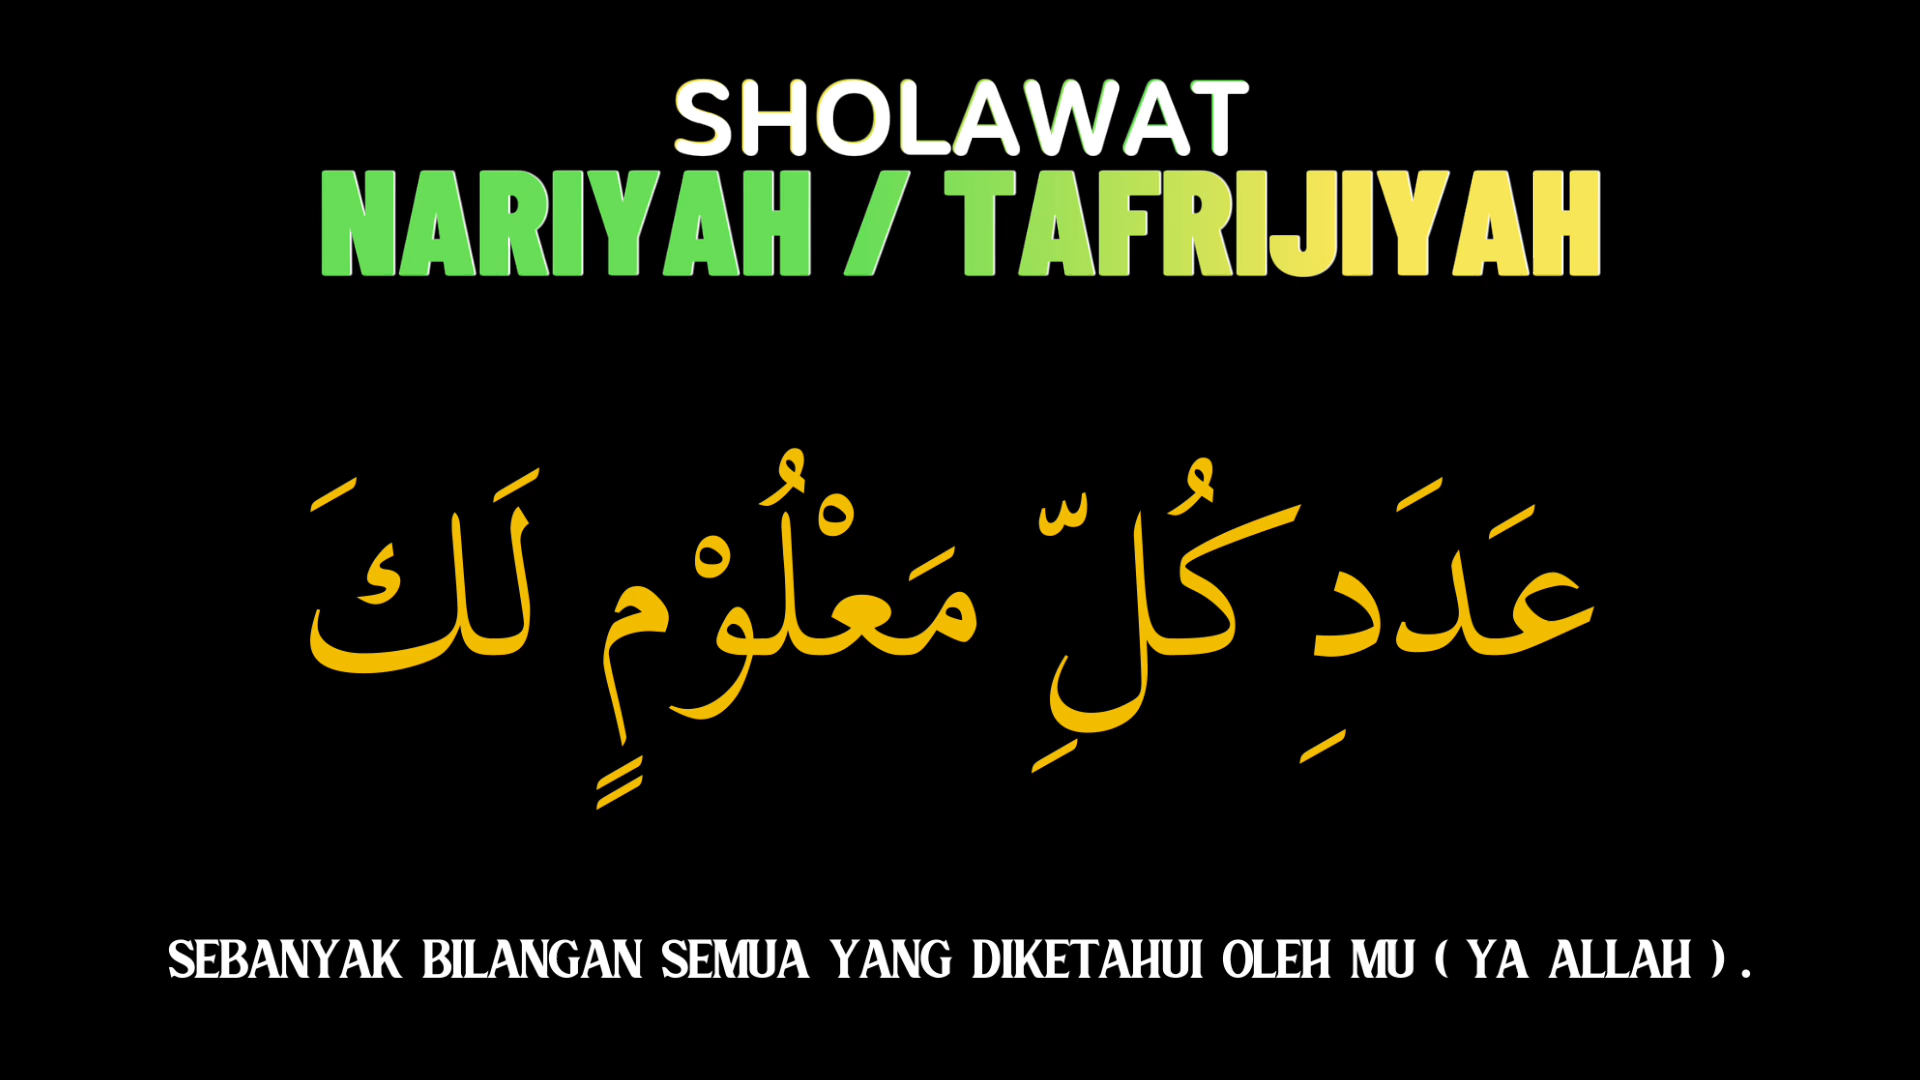 SHOLAWAT
NARIYAH / TAFRIJIYAH
عَدَدِ كُلِّ مَعْلُوْمٍ لَكَ
SEBANYAK BILANGAN SEMUA YANG DIKETAHUI OLEH MU ( YA ALLAH ) .